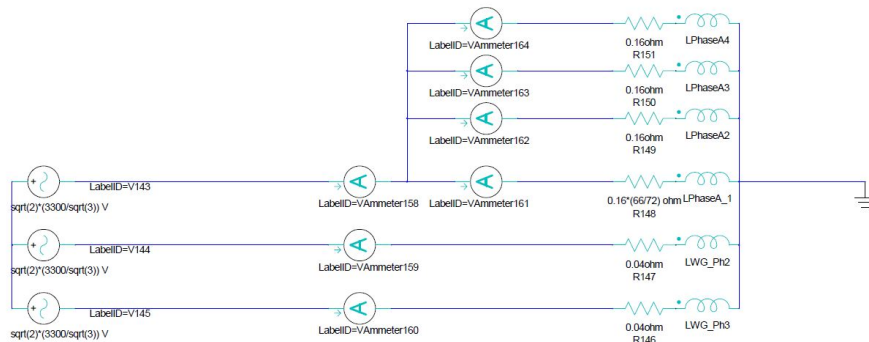 A
LabelID=VAmmeter164
0.16ohm
R151
LPhaseA4
A
LabelID=VAmmeter163
0.16ohm
R150
LPhaseA3
A
LabelID=VAmmeter162
0.16ohm
R149
LPhaseA2
+
LabelID=V143
sqrt(2)*(3300/sqrt(3)) V
A
LabelID=VAmmeter158
A
LabelID=VAmmeter161
0.16*(66/72) ohm
R148
LPhaseA_1
+
LabelID=V144
sqrt(2)*(3300/sqrt(3)) V
A
LabelID=VAmmeter159
0.04ohm
R147
LWG_Ph2
+
LabelID=V145
sqrt(2)*(3300/sqrt(3)) V
A
LabelID=VAmmeter160
0.04ohm
R146
LWG_Ph3